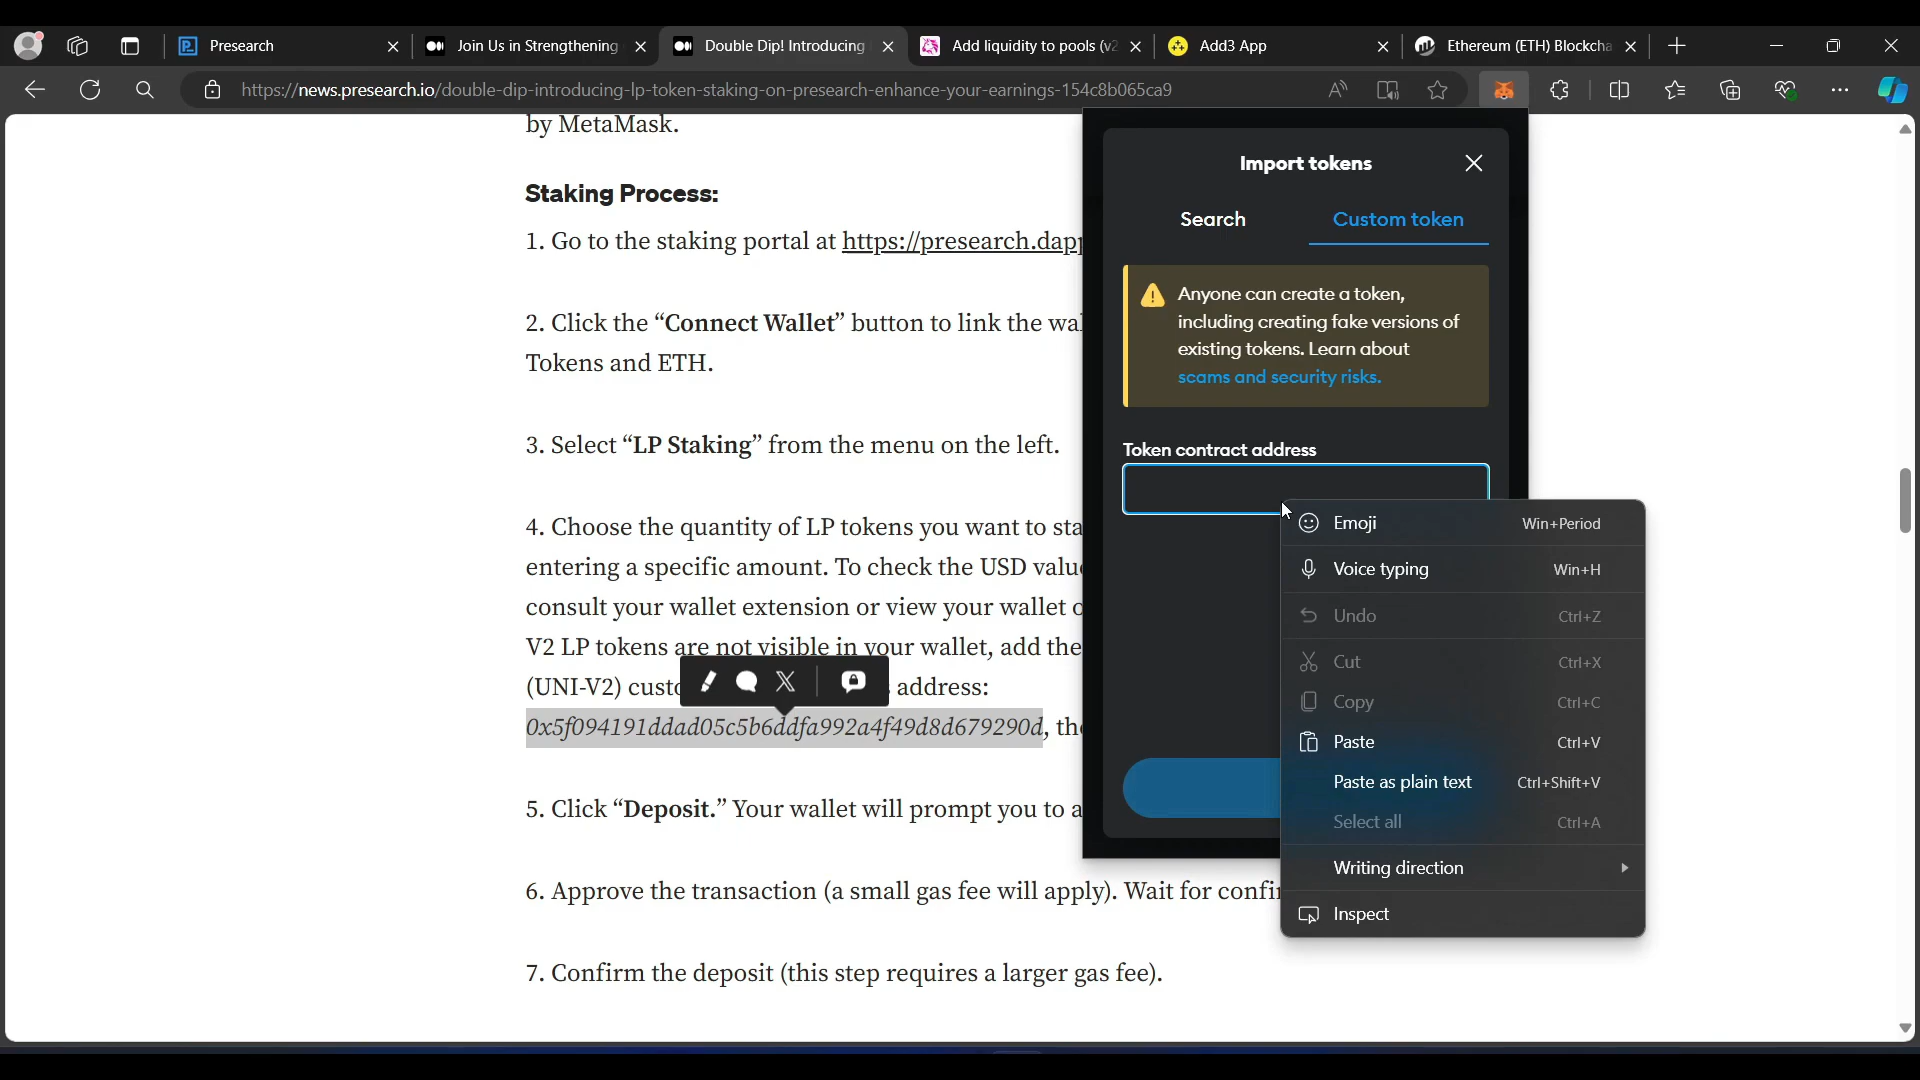 Presearch
Join Us in Strengthening
Double Dip! Introducing
Add liquidity to pools (v2
Add3 App
Ethereum (ETH) Blockcha
https://news.presearch.io/double-dip-introducing-lp-token-staking-on-presearch-enhance-your-earnings-154c8b065ca9
by MetaMask.
Staking Process:
1. Go to the staking portal at https://presearch.dapp
2. Click the “Connect Wallet” button to link the wal
Tokens and ETH.
3. Select “LP Staking” from the menu on the left.
4. Choose the quantity of LP tokens you want to sta
entering a specific amount. To check the USD valu
consult your wallet extension or view your wallet o
V2 LP tokens are not visible in your wallet, add the
(UNI-V2) custo address:
0x5f094191ddad05c5b6ddfa992a4f49d8d679290d, the
5. Click “Deposit.” Your wallet will prompt you to a
6. Approve the transaction (a small gas fee will apply). Wait for confi
7. Confirm the deposit (this step requires a larger gas fee).
Import tokens
Search Custom token
Anyone can create a token,
including creating fake versions of
existing tokens. Learn about
scams and security risks.
Token contract address
Emoji Win+Period
Voice typing Win+H
Undo Ctrl+Z
Cut Ctrl+X
Copy Ctrl+C
Paste Ctrl+V
Paste as plain text Ctrl+Shift+V
Select all Ctrl+A
Writing direction
Inspect